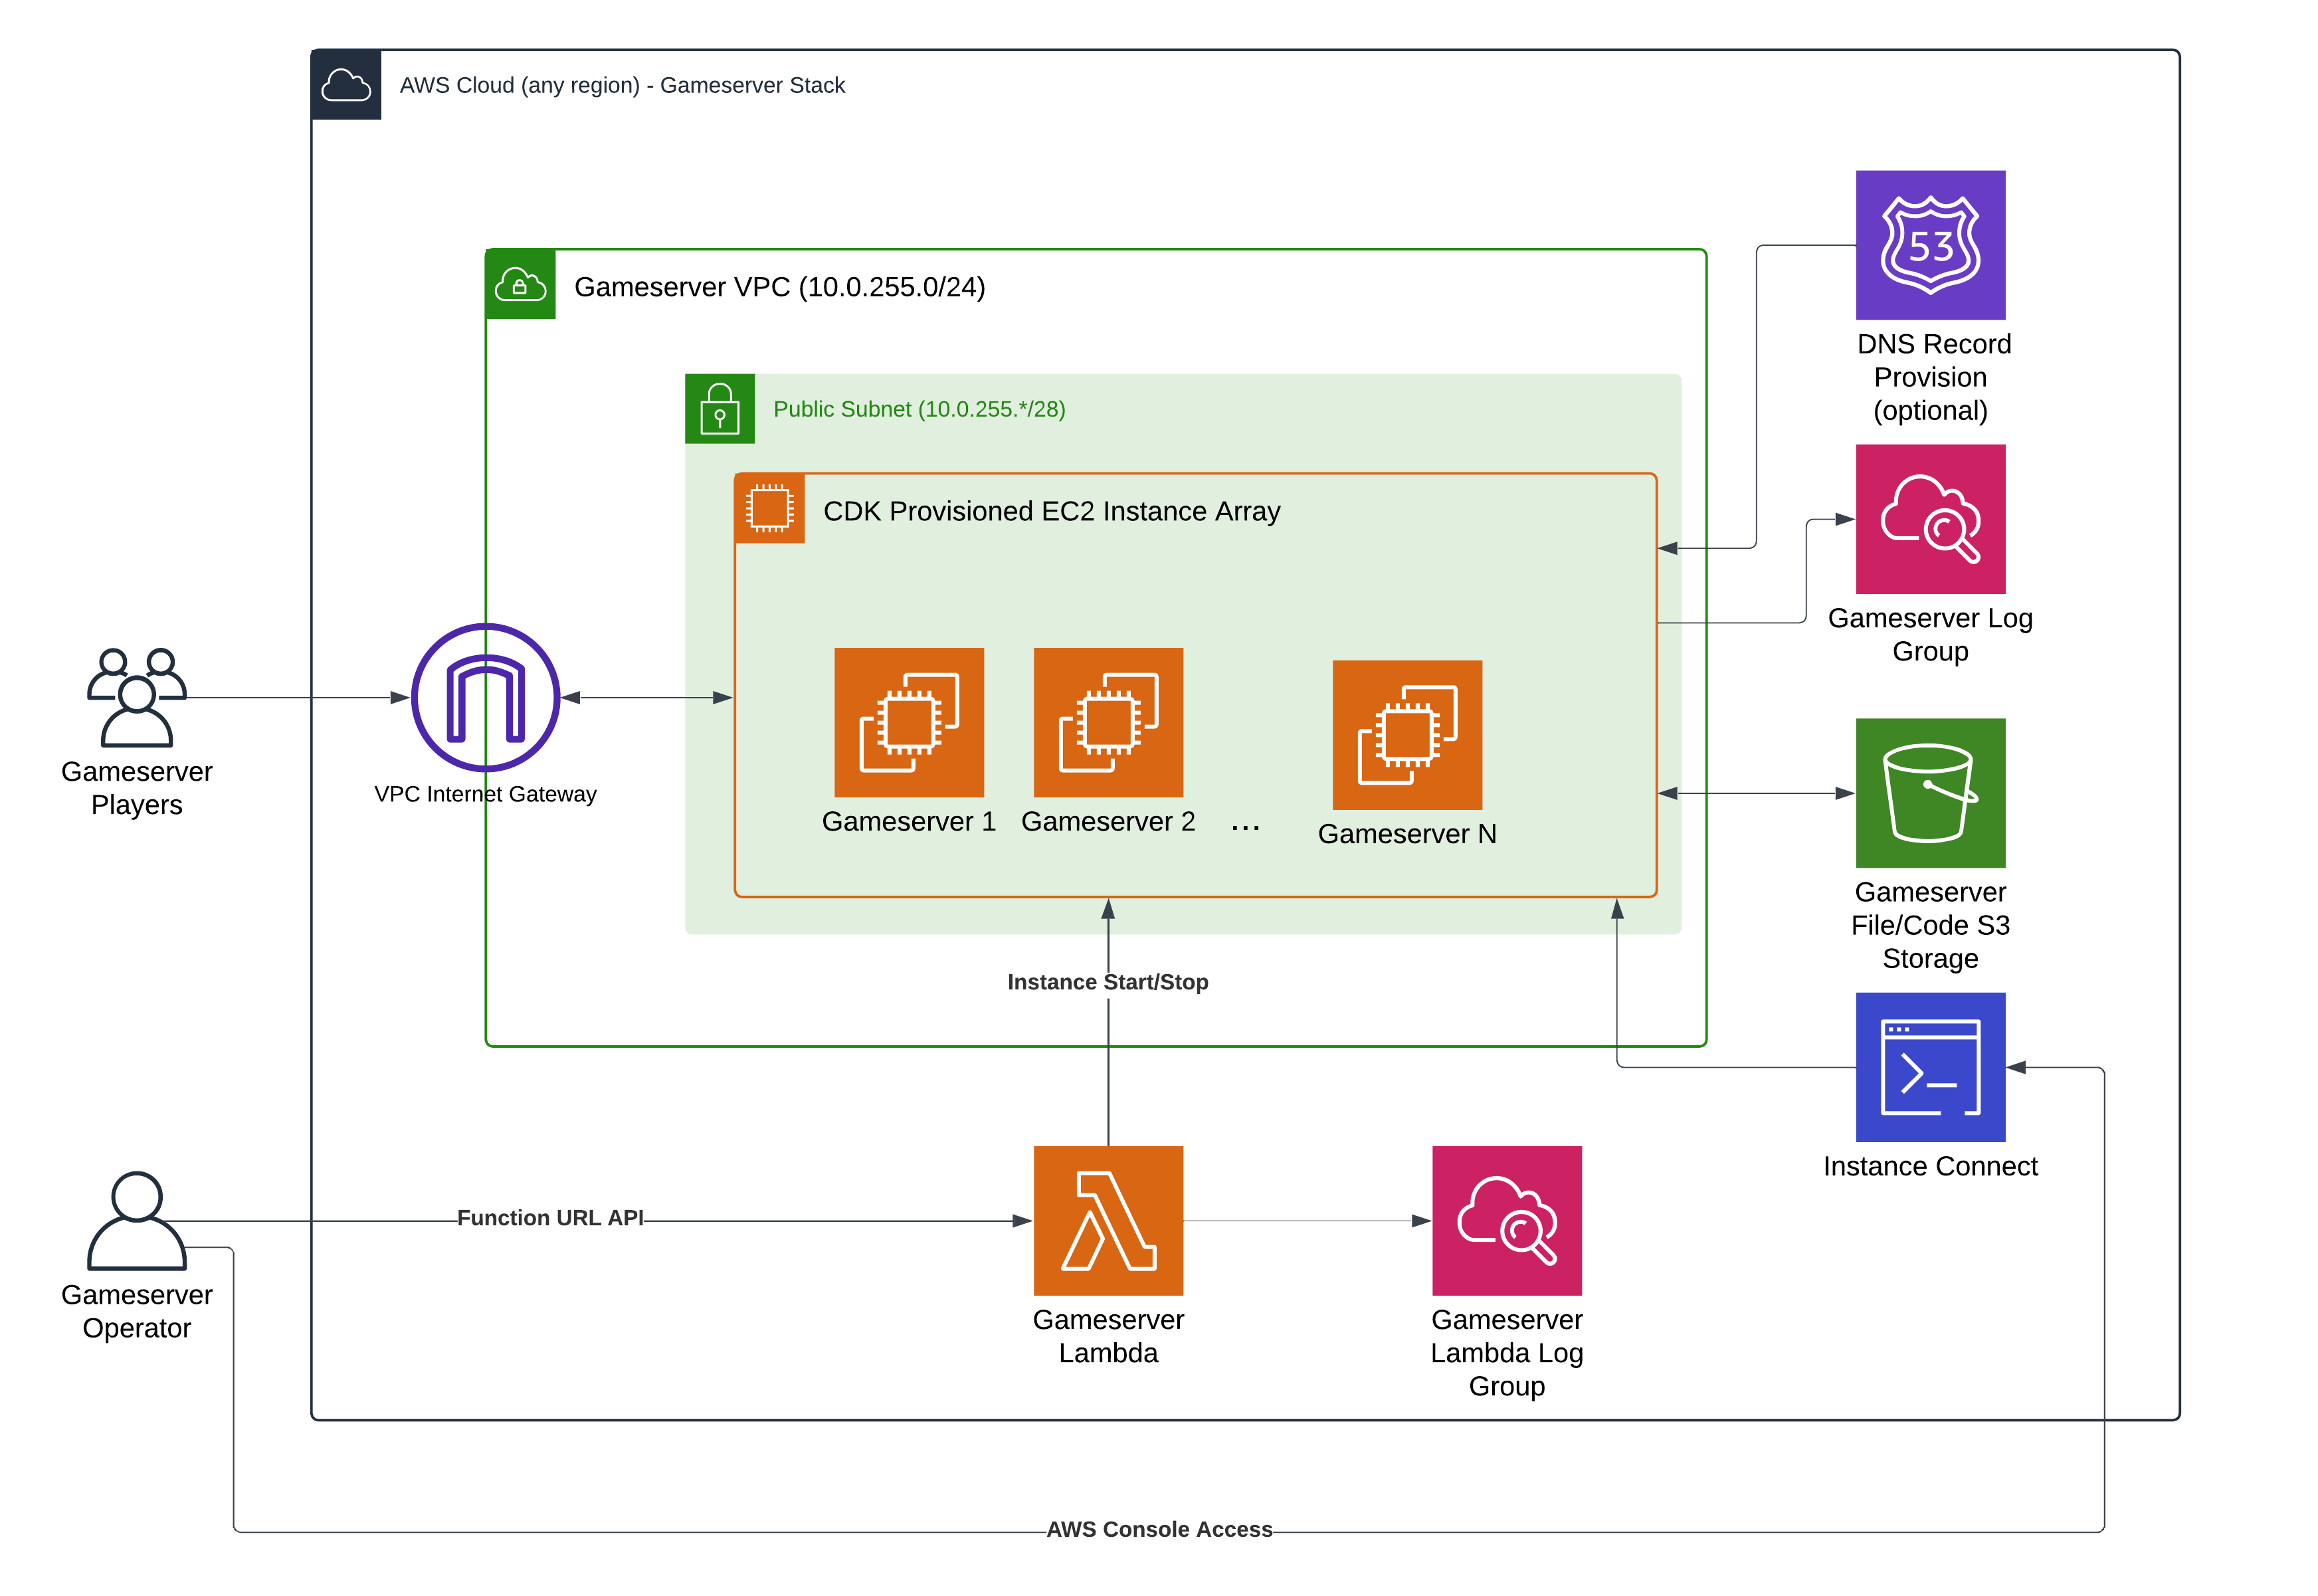 AWS Cloud (any region) - Gameserver Stack
53
DNS Record
Provision
(optional)
Gameserver VPC (10.0.255.0/24)
Public Subnet (10.0.255.*/28)
CDK Provisioned EC2 Instance Array
Gameserver Log
Group
Gameserver
Players
VPC Internet Gateway
Gameserver 1
Gameserver 2
...
Gameserver N
Gameserver
File/Code S3
Storage
Instance Start/Stop
Instance Connect
Function URL API
Gameserver
Operator
Gameserver
Lambda
Gameserver
Lambda Log
Group
AWS Console Access